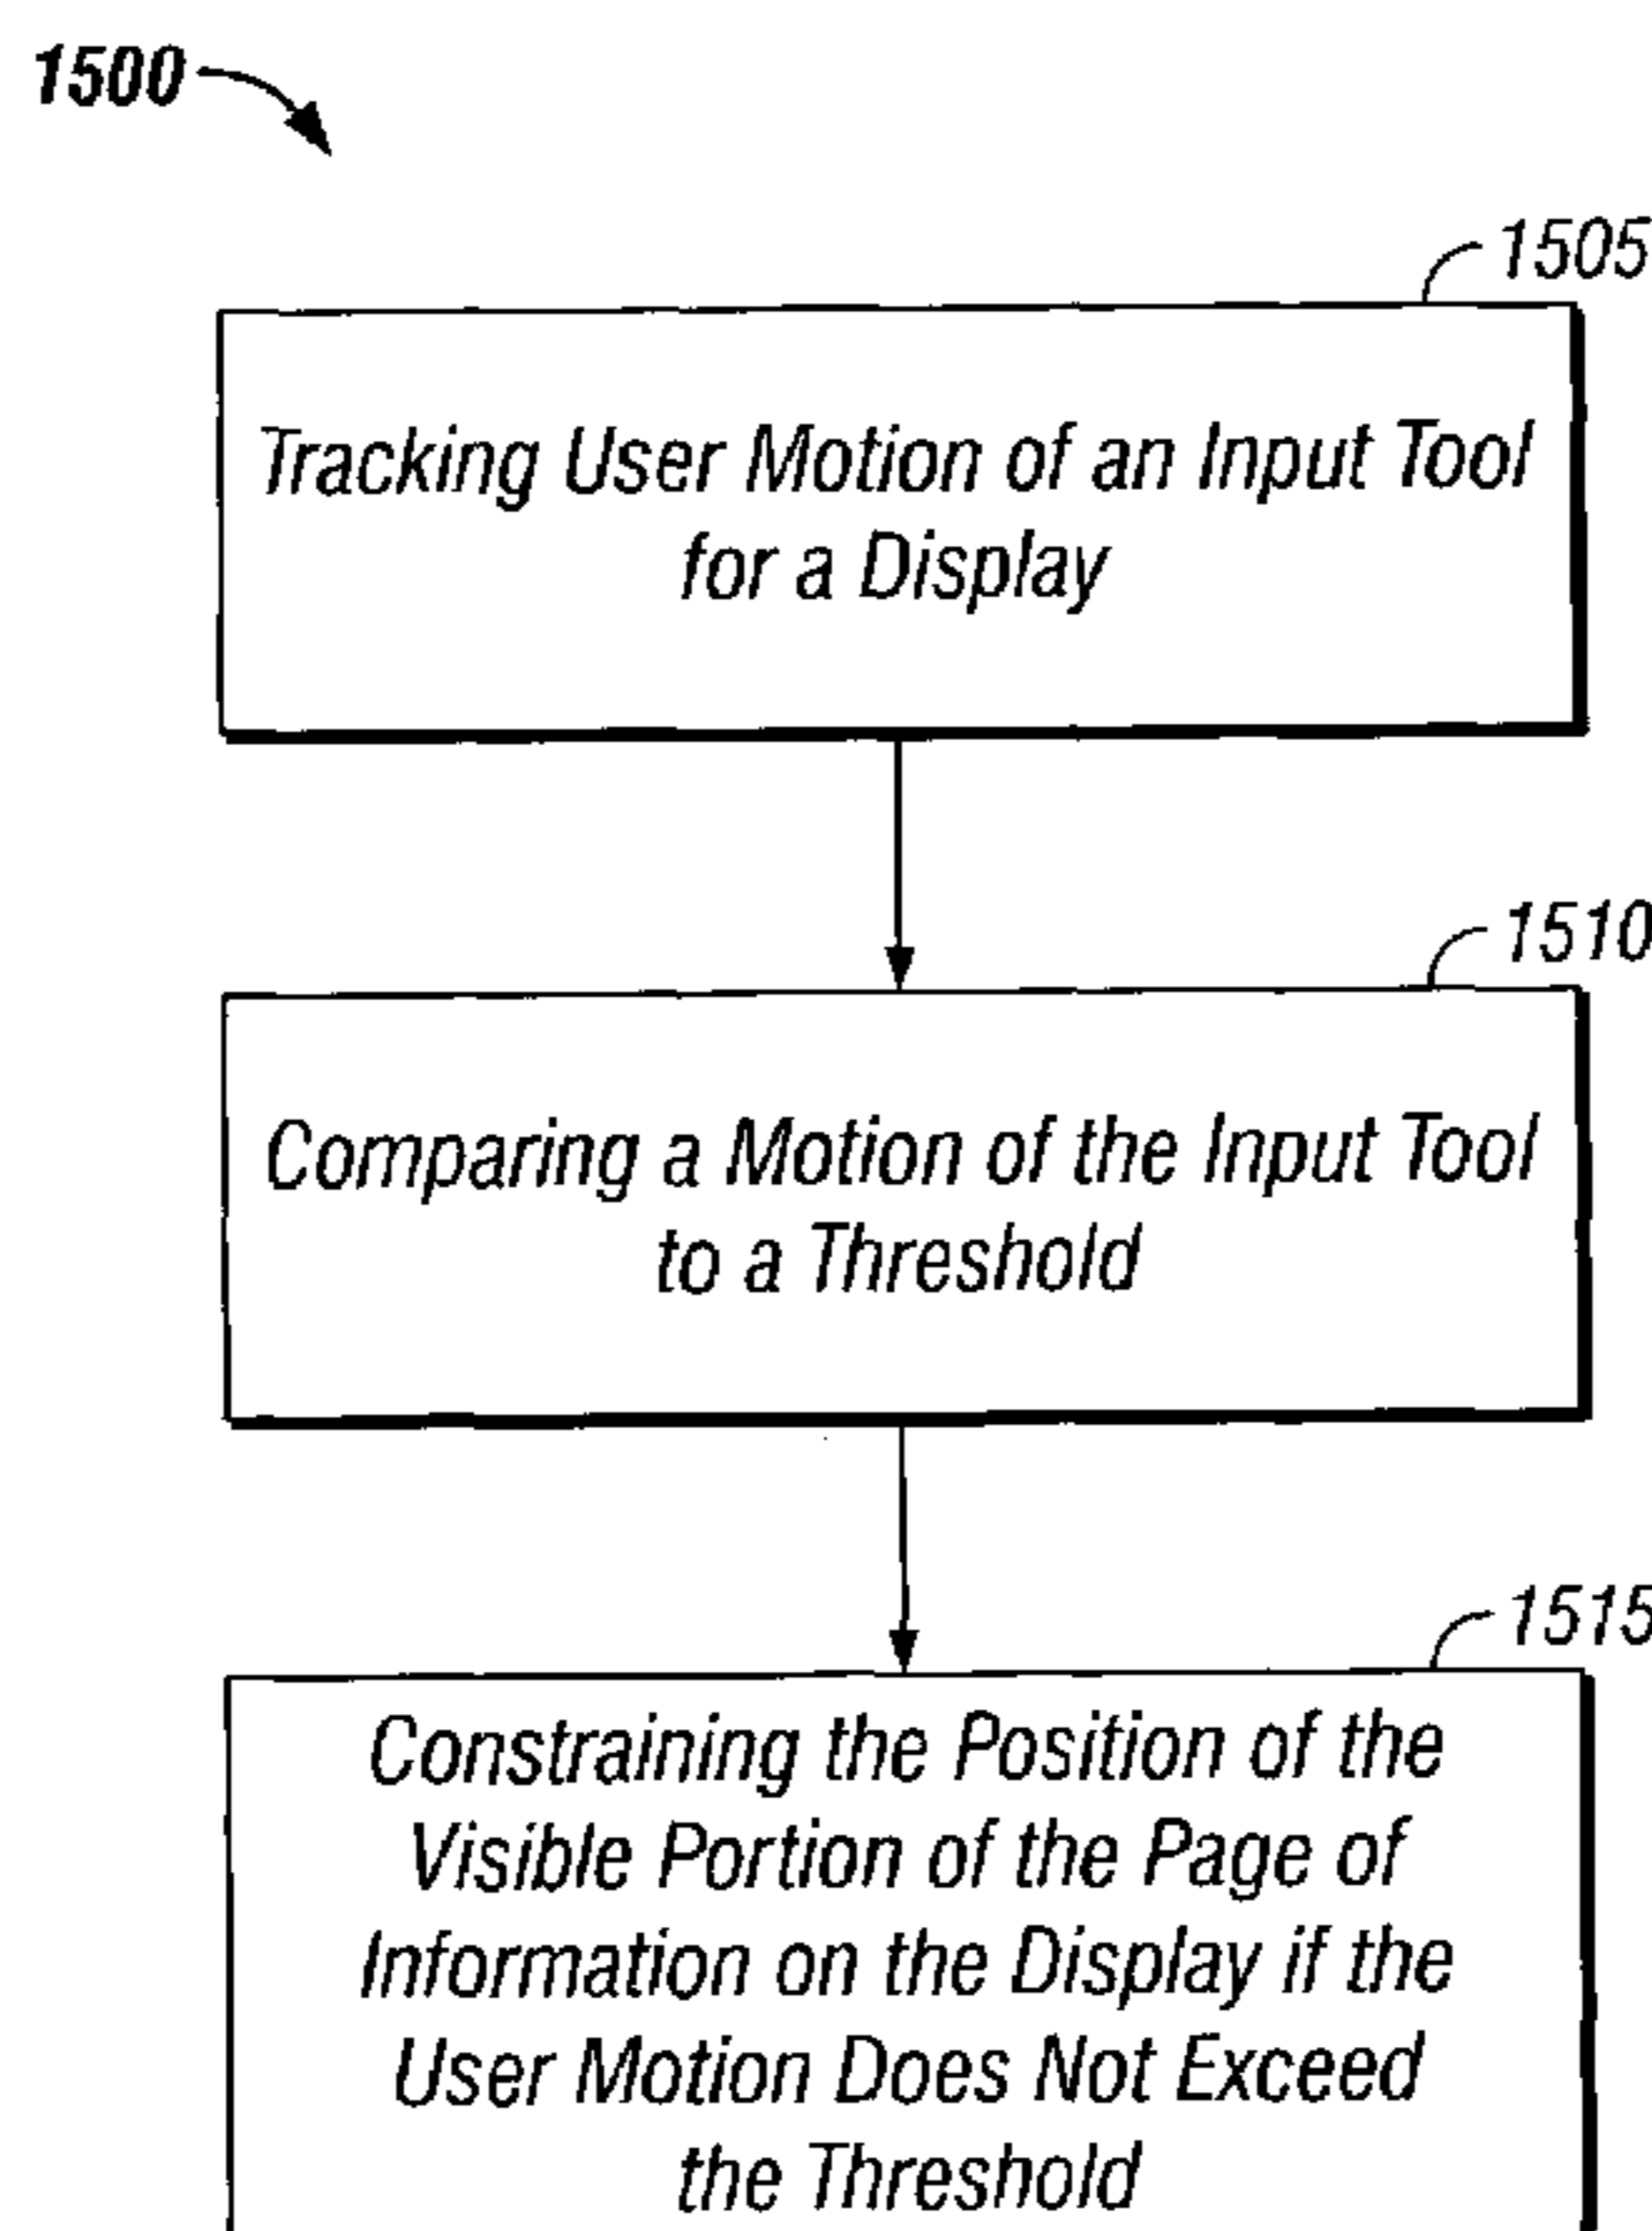 1500
1505
Tracking User Motion of an Input Tool
for a Display
1510
Comparing a Motion of the Input Tool
to a Threshold
1515
Constraining the Position of the
Visible Portion of the Page of
Information on the Display if the
User Motion Does Not Exceed
the Threshold